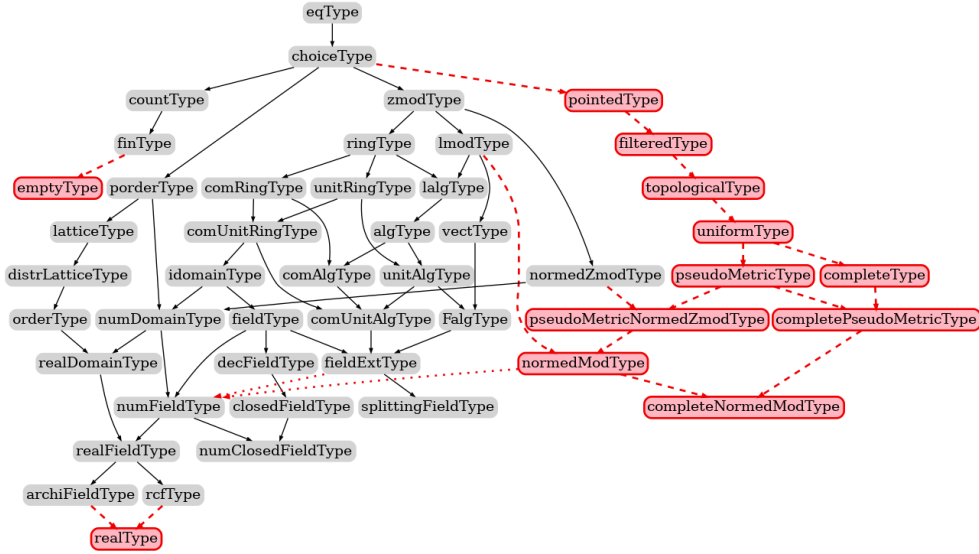 eqType
choiceType
countType
zmodType
pointedType
finType
ringType
lmodType
filteredType
emptyType
porderType
comRingType
unitRingType
lalgType
topologicalType
latticeType
comUnitRingType
algType
vectType
uniformType
distrLatticeType
idomainType
comAlgType
unitAlgType
normedZmodType
pseudoMetricType
completeType
orderType
numDomainType
fieldType
comUnitAlgType
FalgType
pseudoMetricNormedZmodType
completePseudoMetricType
realDomainType
decFieldType
fieldExtType
normedModType
numFieldType
closedFieldType
splittingFieldType
completeNormedModType
realFieldType
numClosedFieldType
archiFieldType
rcfType
realType